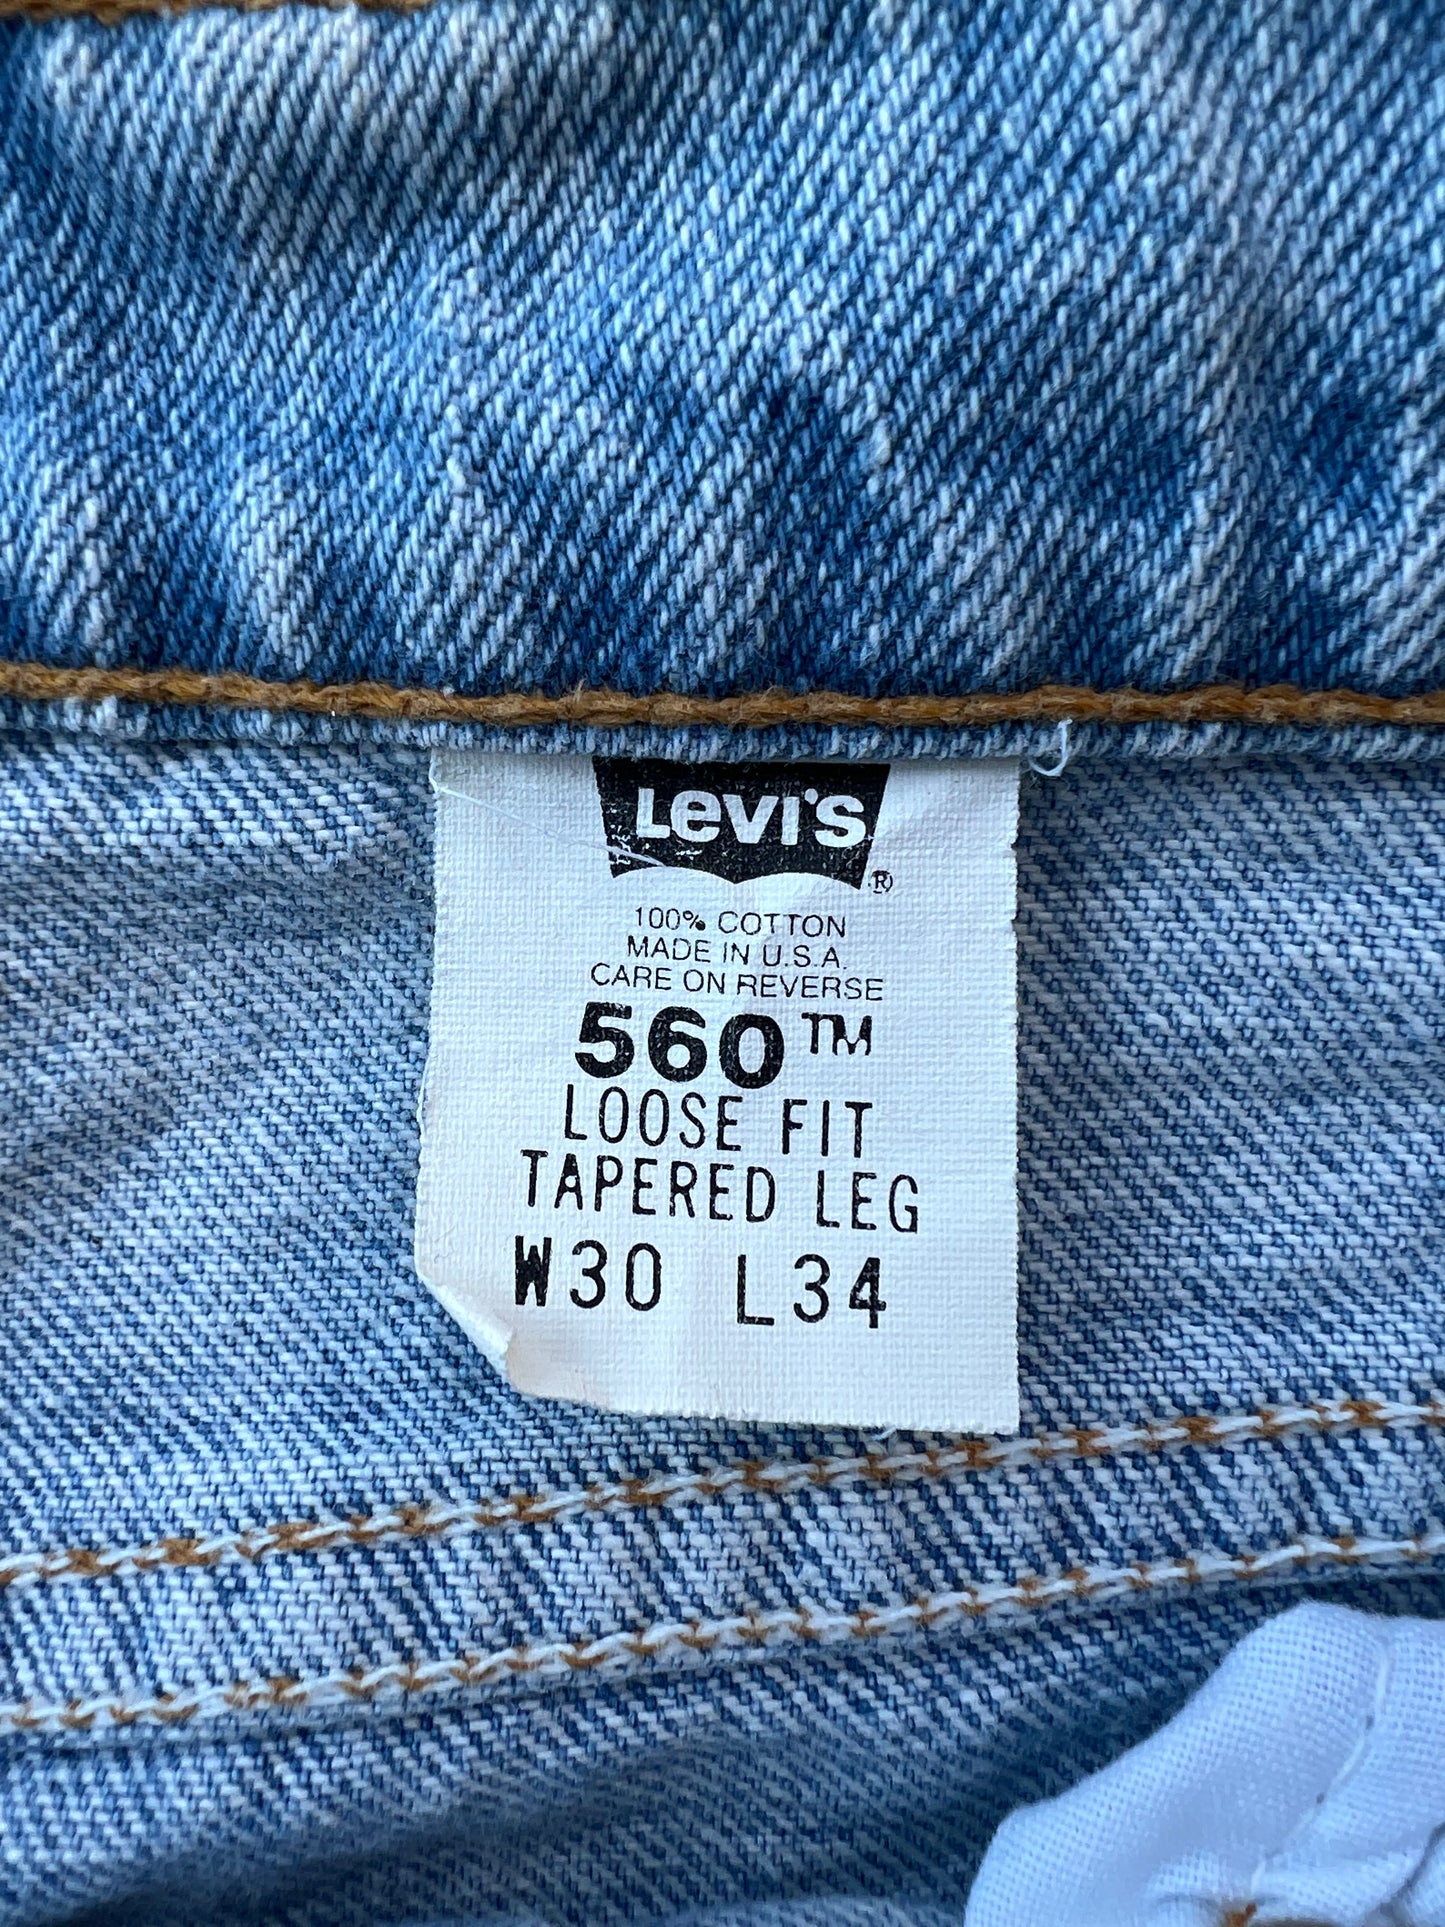 Levi's ®
100% COTTON
MADE IN U.S.A.
CARE ON REVERSE
560™
LOOSE FIT
TAPERED LEG
W30 L34